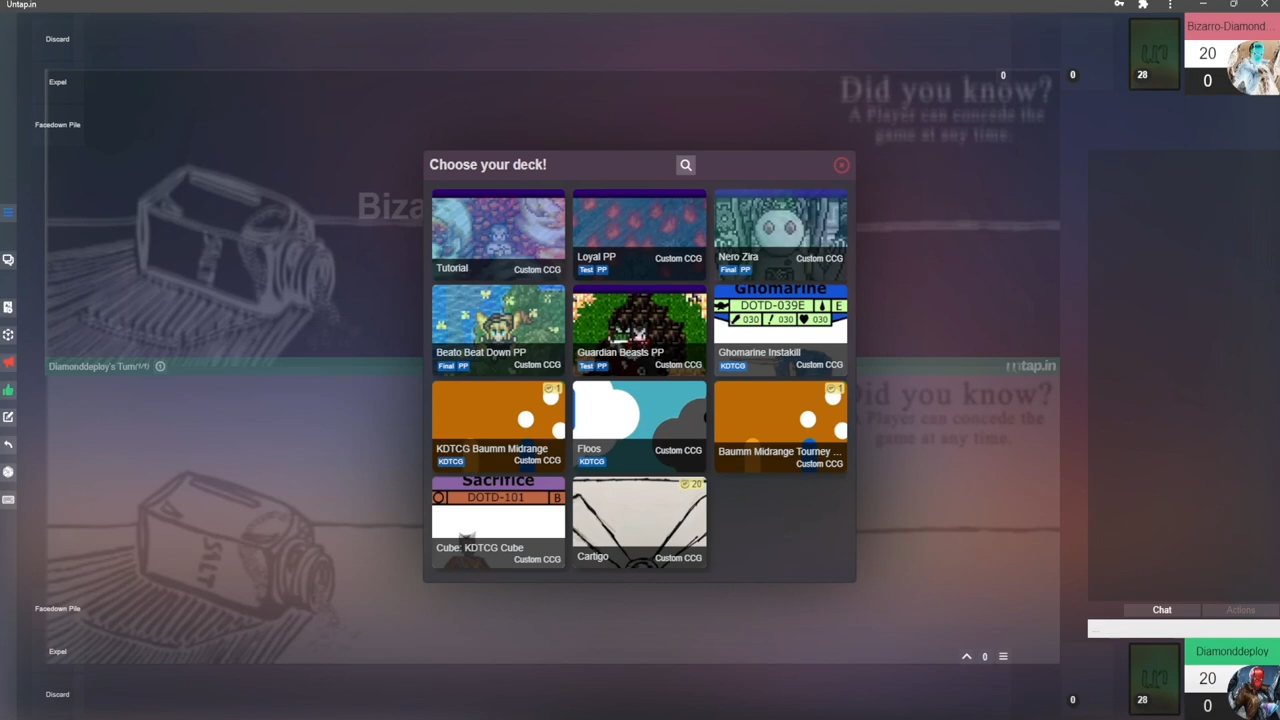 Untap.in
Discard
Expel
Facedown Pile
0
Did you know?
A Player can concede the
game at any time.
0
28
Bizarro-Diamond...
20
0
Choose your deck!
Biza
Tutorial
Custom CCG
Loyal PP
Custom CCG
Test PP
Nero Zira
Custom CCG
Final PP
Beato Beat Down PP
Custom CCG
Final PP
Guardian Beasts PP
Custom CCG
Test PP
Ghomarine
DOTD-039E E
030 030 030
Ghomarine Instakill
Custom CCG
KDTCG
1
KDTCG Baumm Midrange
Custom CCG
KDTCG
Floos
Custom CCG
KDTCG
1
Baumm Midrange Tourney ...
Custom CCG
Sacrifice
DOTD-101 B
Cube: KDTCG Cube
Custom CCG
20
Cartigo
Custom CCG
Diamonddeploy's Turn(1/1)
untap.in
Did you know?
A Player can concede the
game at any time.
SALT
Facedown Pile
Expel
Discard
0
Chat
Actions
...
0
28
Diamonddeploy
20
0